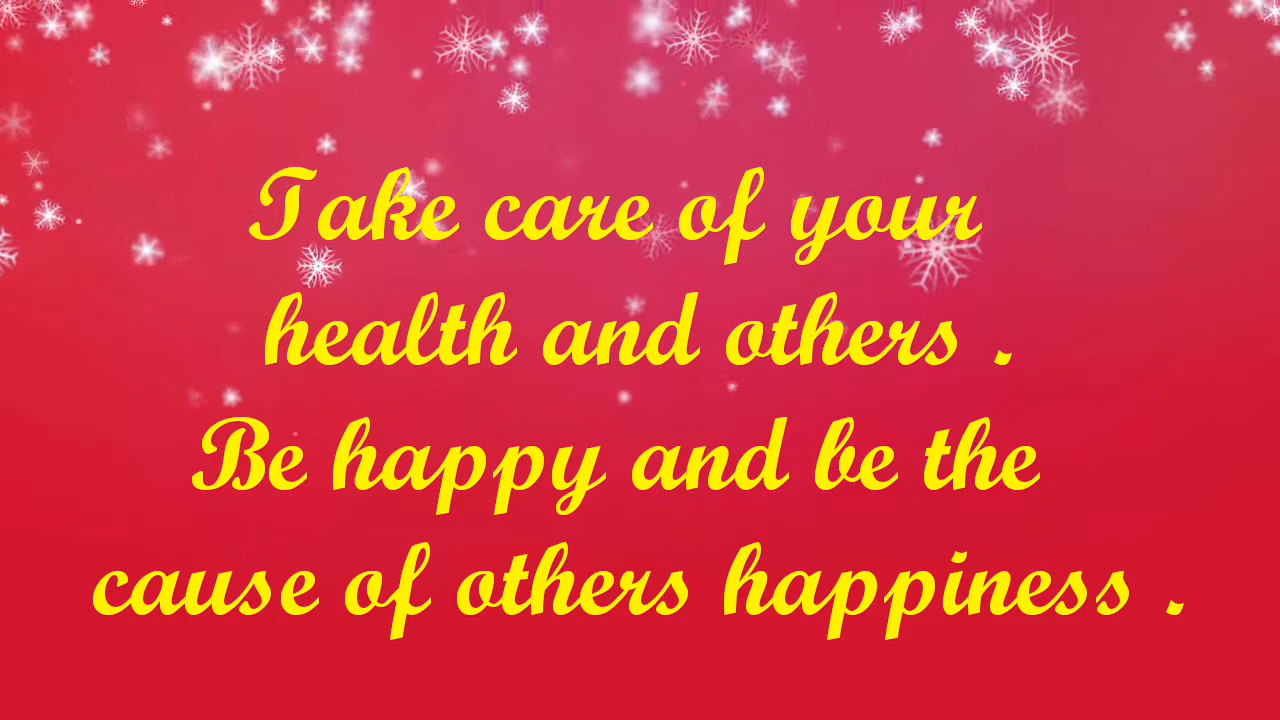 Take care of your
health and others .
Be happy and be the
cause of others happiness .